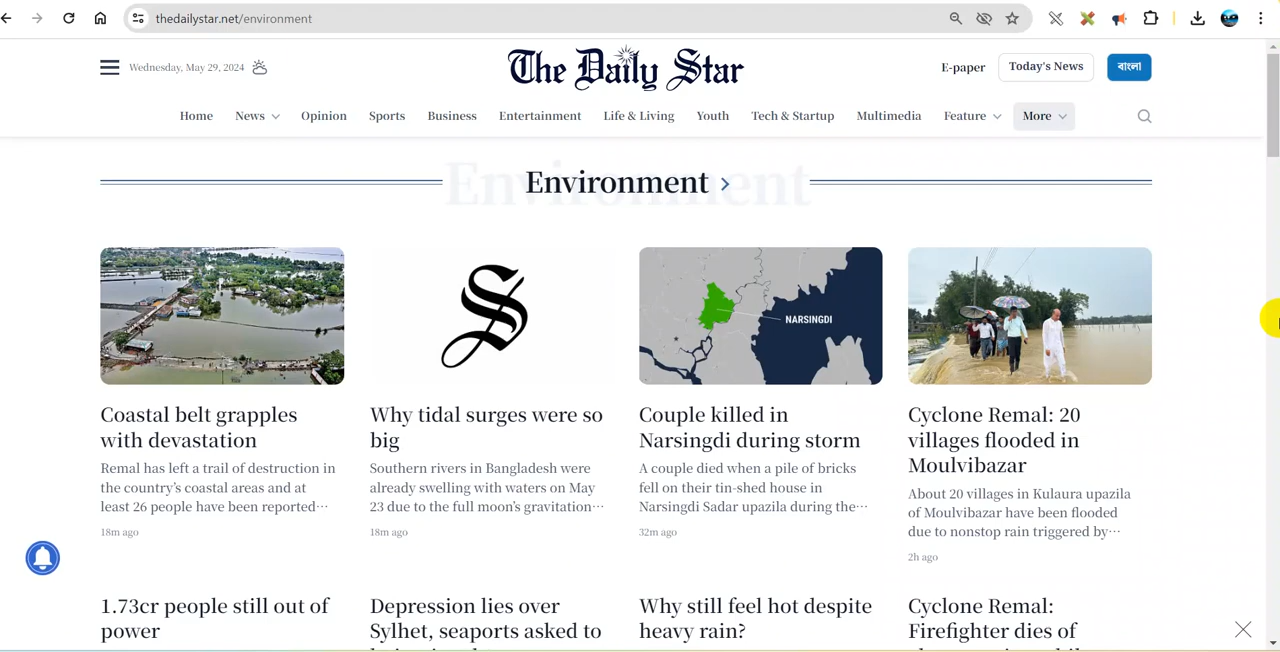 thedailystar.net/environment
Wednesday, May 29, 2024
The Daily Star
E-paper
Today's News
বাংলা
Home
News
Opinion
Sports
Business
Entertainment
Life & Living
Youth
Tech & Startup
Multimedia
Feature
More
Environment
Environment
S
NARSINGDI
Coastal belt grapples
with devastation
Remal has left a trail of destruction in
the country's coastal areas and at
least 26 people have been reported…
18m ago
Why tidal surges were so
big
Southern rivers in Bangladesh were
already swelling with waters on May
23 due to the full moon's gravitation…
18m ago
Couple killed in
Narsingdi during storm
A couple died when a pile of bricks
fell on their tin-shed house in
Narsingdi Sadar upazila during the…
32m ago
Cyclone Remal: 20
villages flooded in
Moulvibazar
About 20 villages in Kulaura upazila
of Moulvibazar have been flooded
due to nonstop rain triggered by…
2h ago
1.73cr people still out of
power
Depression lies over
Sylhet, seaports asked to
Why still feel hot despite
heavy rain?
Cyclone Remal:
Firefighter dies of